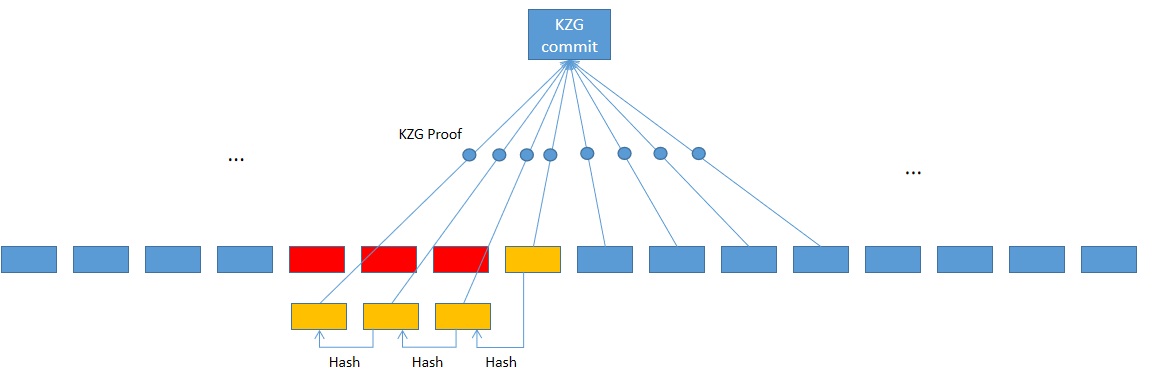 KZG
commit
KZG Proof
...
...
Hash
Hash
Hash